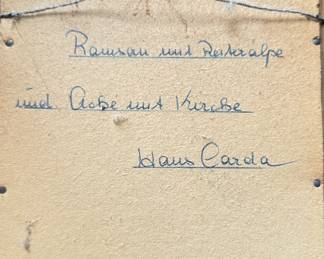 Ramsau mit Reiteralpe
und Ache mit Kirche
Hans Carda